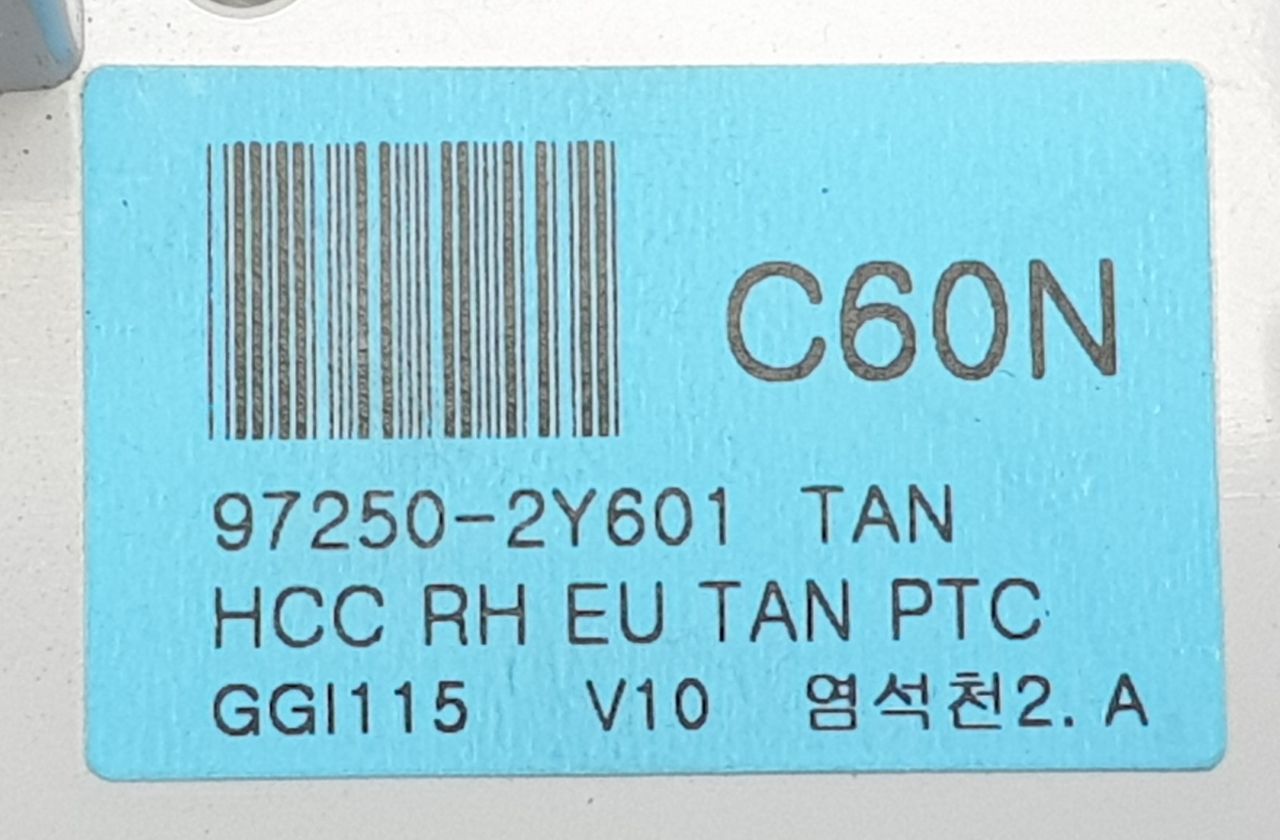 C60N
97250-2Y601 TAN
HCC RH EU TAN PTC
GGI115 V10 염석천2. A